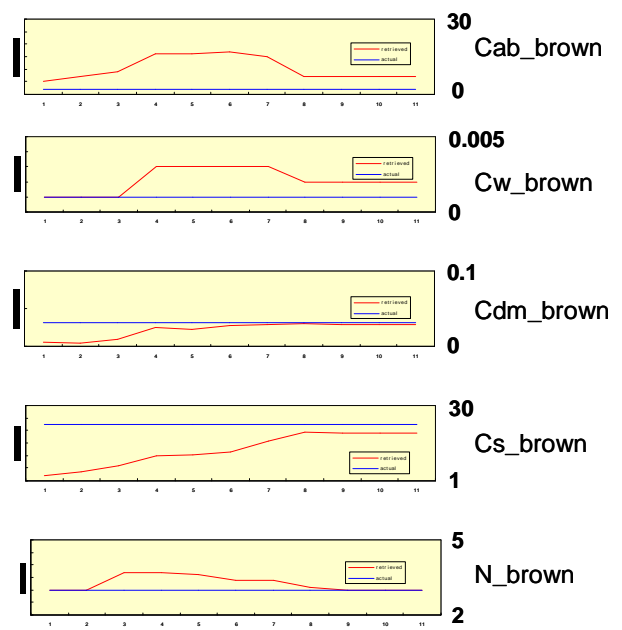 30
retrieved
actual
Cab_brown
0
1 2 3 4 5 6 7 8 9 10 11
0.005
retrieved
actual
Cw_brown
0
1 2 3 4 5 6 7 8 9 10 11
0.1
retrieved
actual
Cdm_brown
0
1 2 3 4 5 6 7 8 9 10 11
30
retrieved
actual
Cs_brown
1
1 2 3 4 5 6 7 8 9 10 11
5
retrieved
actual
N_brown
2
1 2 3 4 5 6 7 8 9 10 11